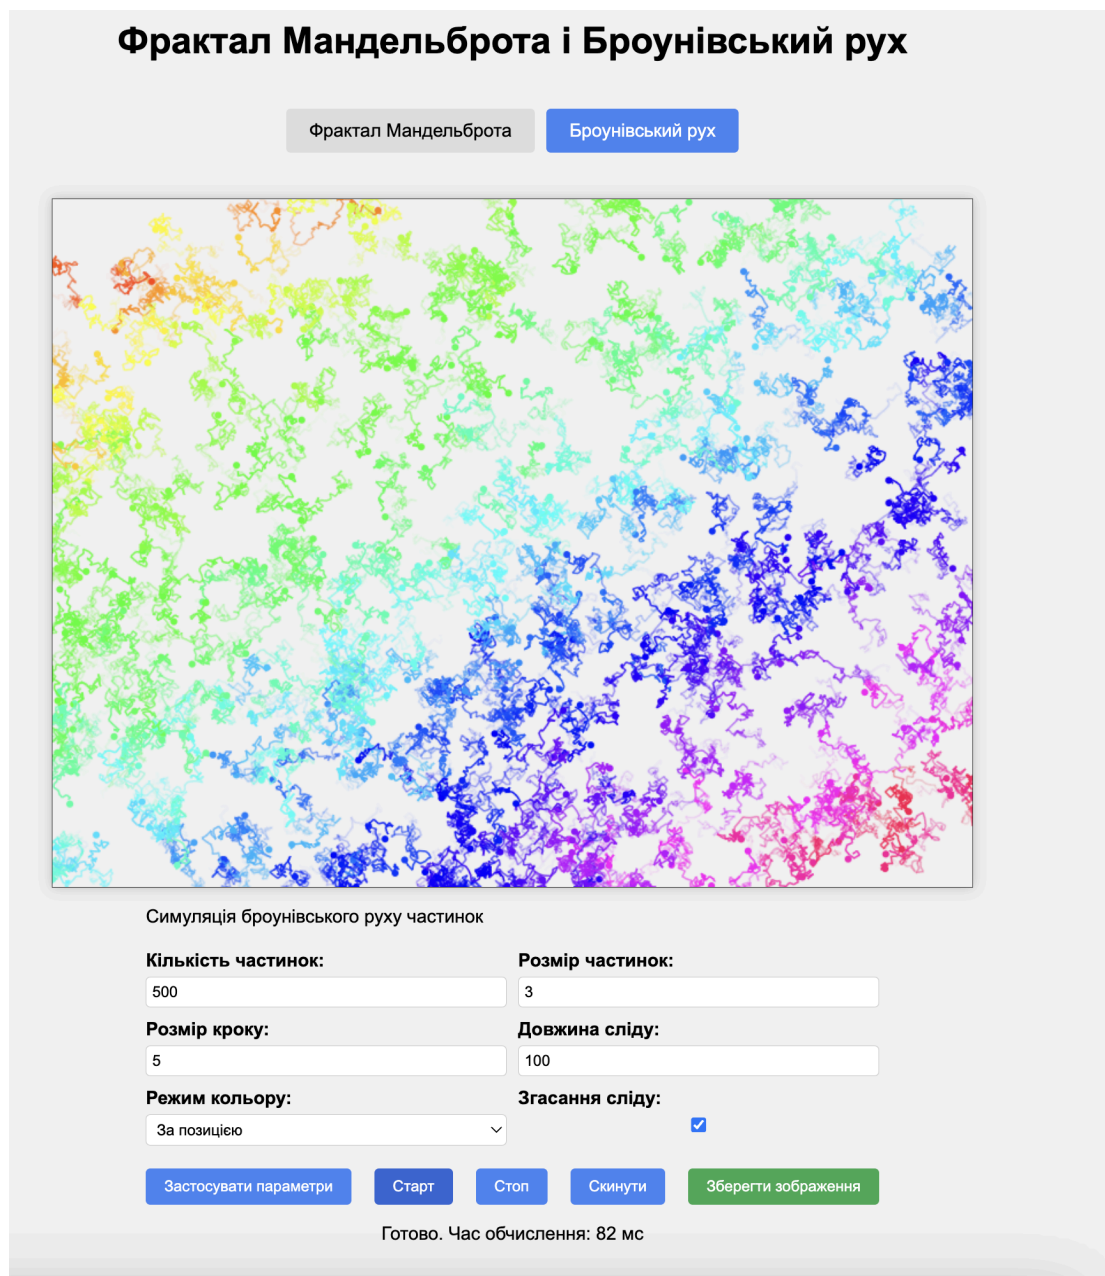 Фрактал Мандельброта і Броунівський рух
Фрактал Мандельброта Броунівський рух
Симуляція броунівського руху частинок
Кількість частинок: Розмір частинок:
500 3
Розмір кроку: Довжина сліду:
5 100
Режим кольору: Згасання сліду:
За позицією
Застосувати параметри Старт Стоп Скинути Зберегти зображення
Готово. Час обчислення: 82 мс